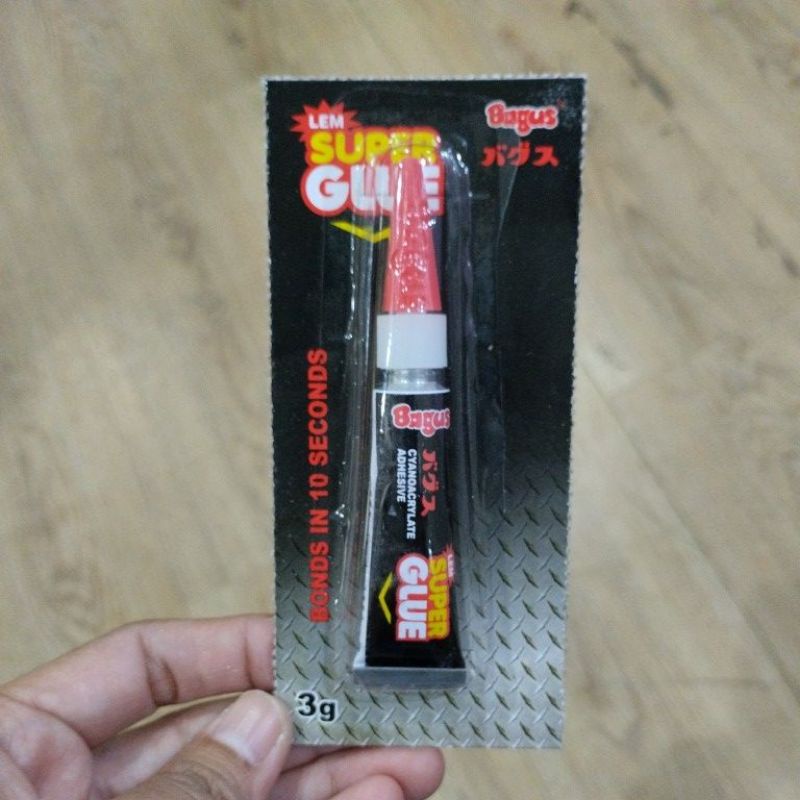 LEM
SUPER
GLUE
Bagus
バグス
BONDS IN 10 SECONDS
Bagus
バグス
CYANOACRYLATE
ADHESIVE
LEM
SUPER
GLUE
3g